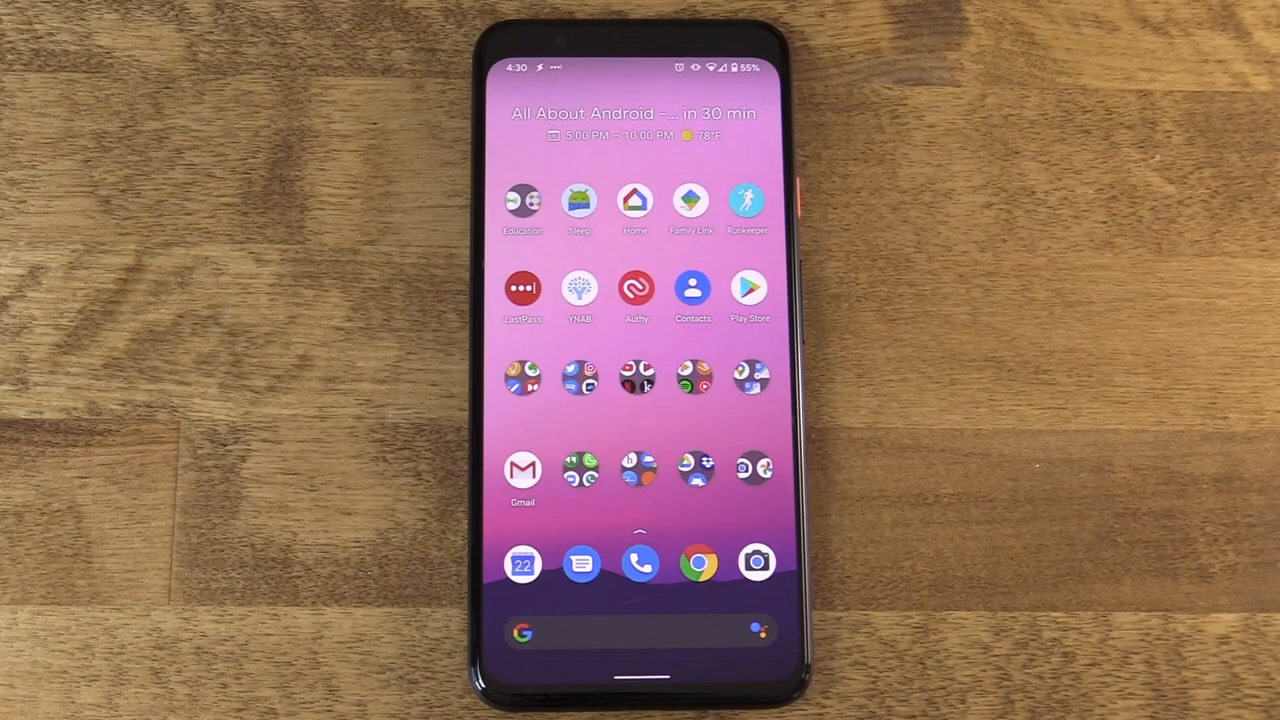 4:30 55%
All About Android -... in 30 min
5:00 PM – 10:00 PM 78°F
Education Sleep Home Family Link Runkeeper
LastPass YNAB Authy Contacts Play Store
Gmail
22